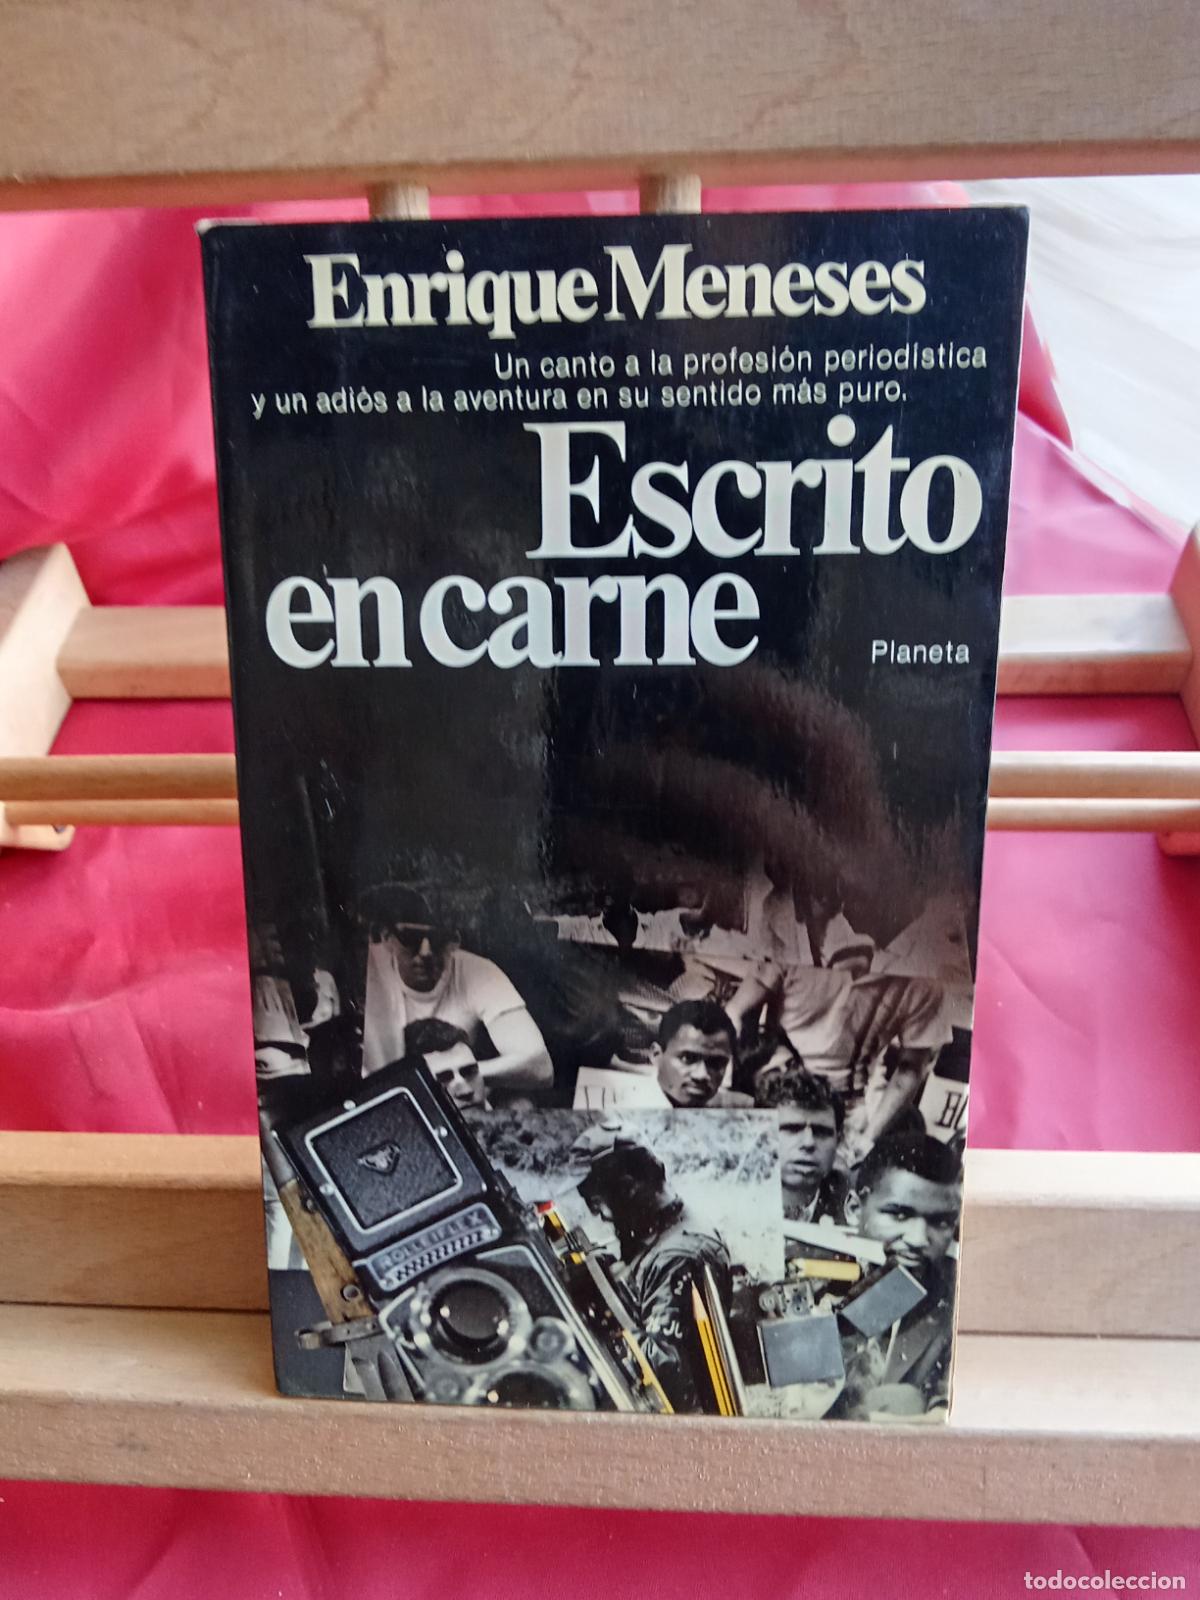 Enrique Meneses
Un canto a la profesión periodística
y un adiós a la aventura en su sentido más puro.
Escrito
en carne
Planeta
ROLLEIFLEX
todocoleccion